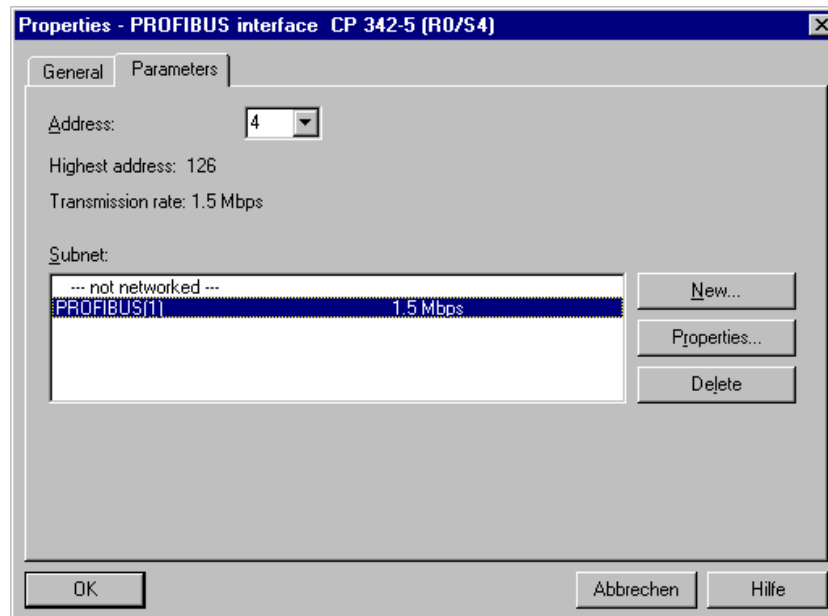 Properties - PROFIBUS interface CP 342-5 (R0/S4)
General Parameters
Address: 4
Highest address: 126
Transmission rate: 1.5 Mbps
Subnet:
--- not networked ---
PROFIBUS(1) 1.5 Mbps
New...
Properties...
Delete
OK Abbrechen Hilfe